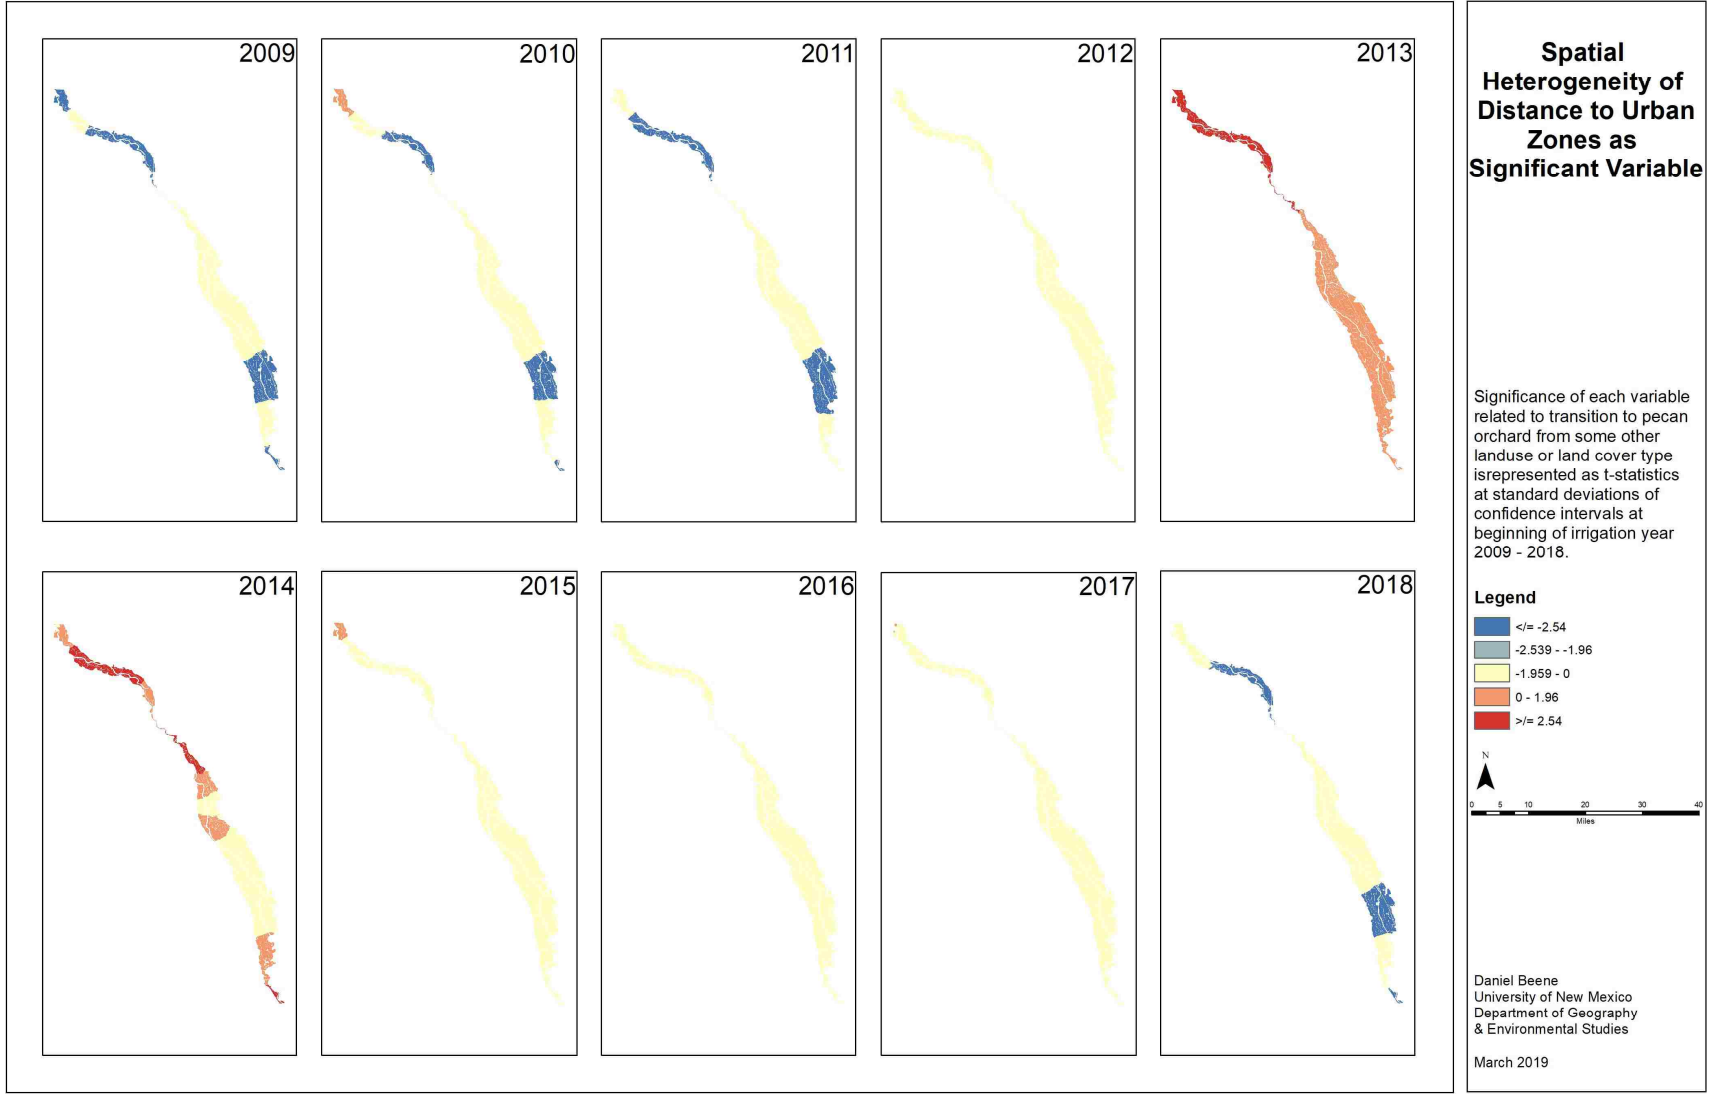 2009
2010
2011
2012
2013
2014
2015
2016
2017
2018
Spatial
Heterogeneity of
Distance to Urban
Zones as
Significant Variable
Significance of each variable
related to transition to pecan
orchard from some other
landuse or land cover type
isrepresented as t-statistics
at standard deviations of
confidence intervals at
beginning of irrigation year
2009 - 2018.
Legend
</= -2.54
-2.539 - -1.96
-1.959 - 0
0 - 1.96
>/= 2.54
N
0 5 10 20 30 40
Miles
Daniel Beene
University of New Mexico
Department of Geography
& Environmental Studies
March 2019